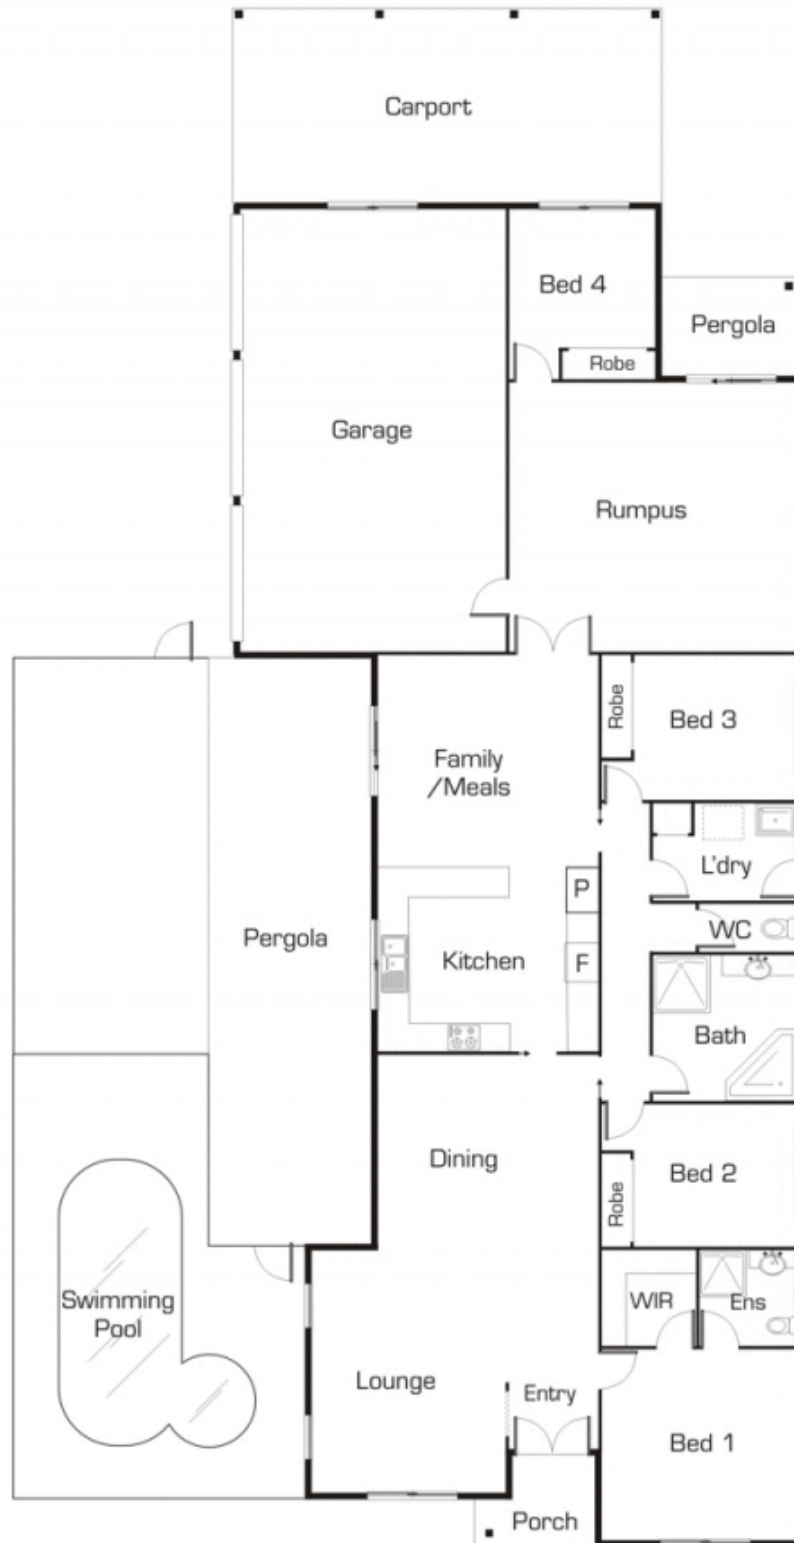 Carport
Bed 4
Pergola
Robe
Garage
Rumpus
Robe
Bed 3
Family
/Meals
L'dry
P
WC
Pergola
Kitchen
F
Bath
Dining
Bed 2
Robe
Swimming
Pool
WIR
Ens
Lounge
Entry
Bed 1
Porch